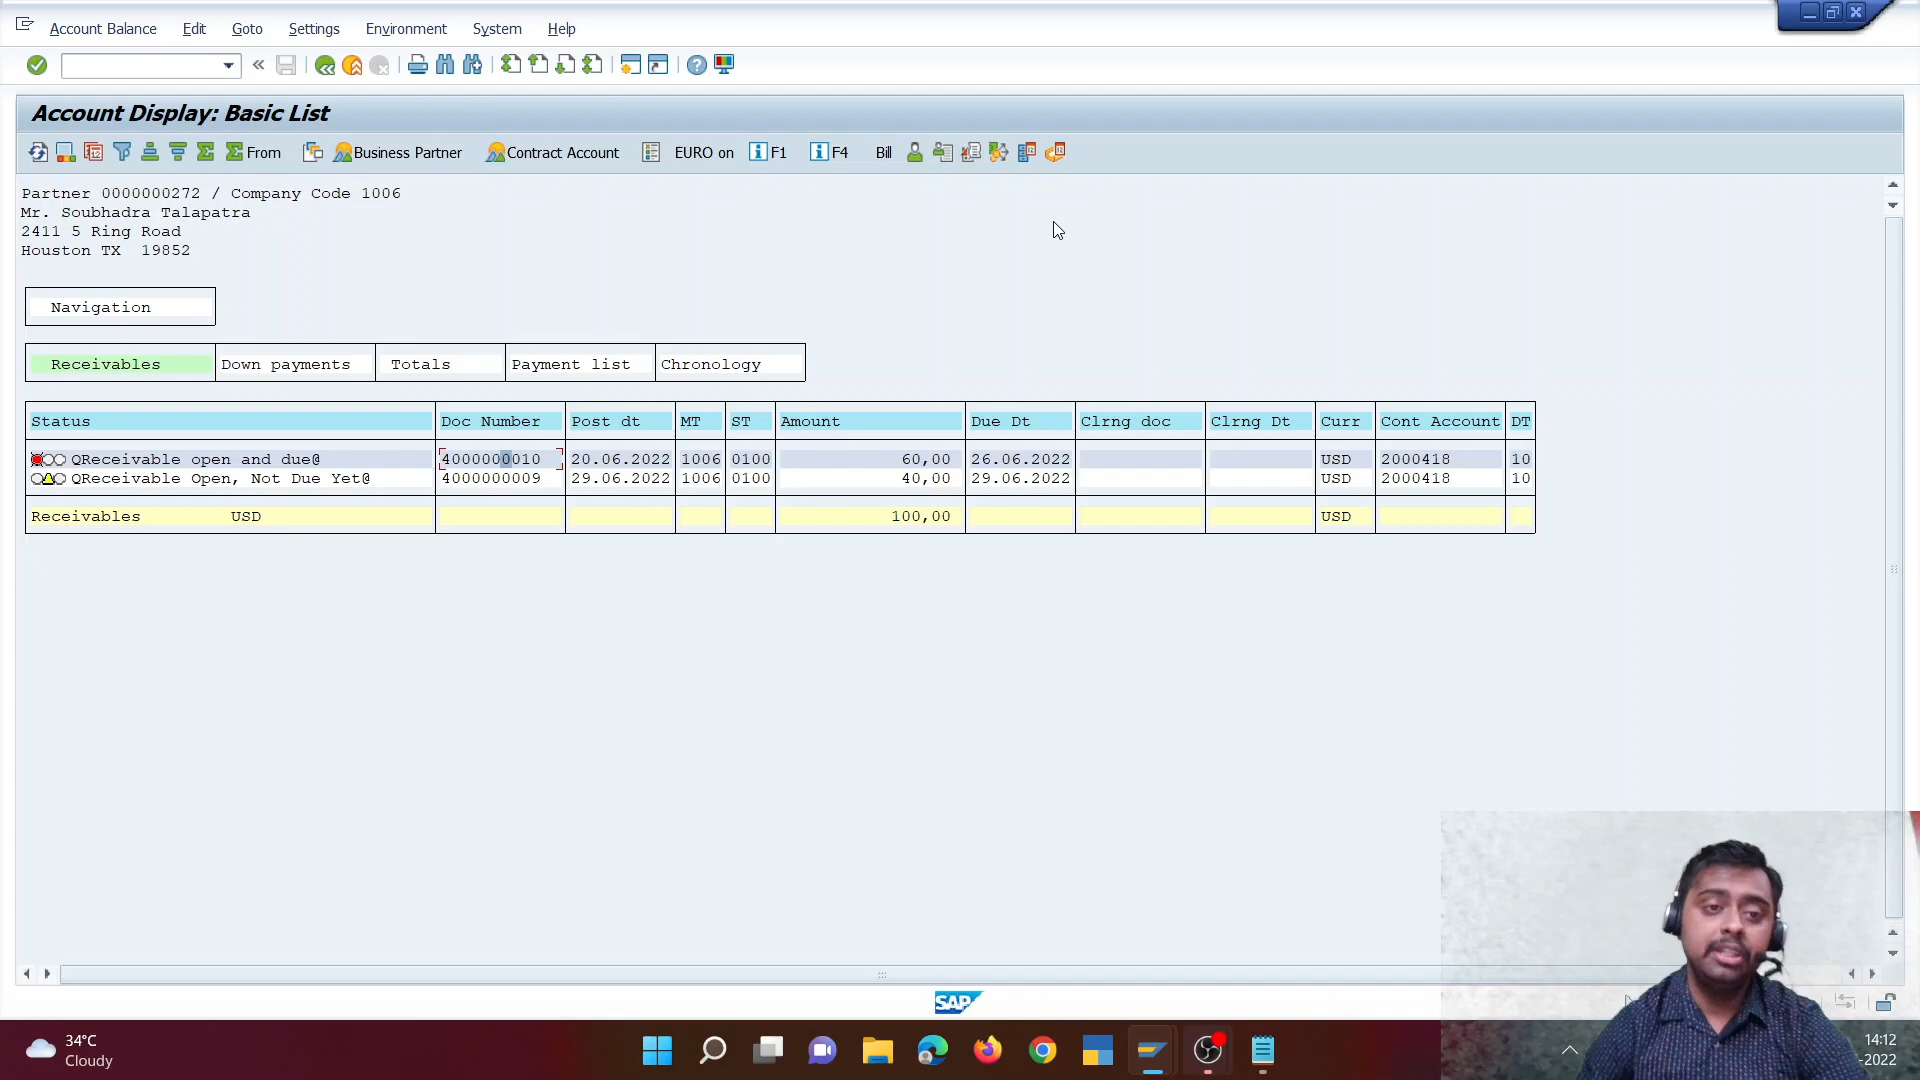 Account Balance Edit Goto Settings Environment System Help
Account Display: Basic List
From Business Partner Contract Account EURO on F1 F4 Bill
Partner 0000000272 / Company Code 1006
Mr. Soubhadra Talapatra
2411 5 Ring Road
Houston TX 19852
Navigation
Receivables Down payments Totals Payment list Chronology
Status Doc Number Post dt MT ST Amount Due Dt Clrng doc Clrng Dt Curr Cont Account DT
QReceivable open and due@ 4000000010 20.06.2022 1006 0100 60,00 26.06.2022 USD 2000418 10
QReceivable Open, Not Due Yet@ 4000000009 29.06.2022 1006 0100 40,00 29.06.2022 USD 2000418 10
Receivables USD 100,00 USD
SAP
34°C
Cloudy
14:12
-2022